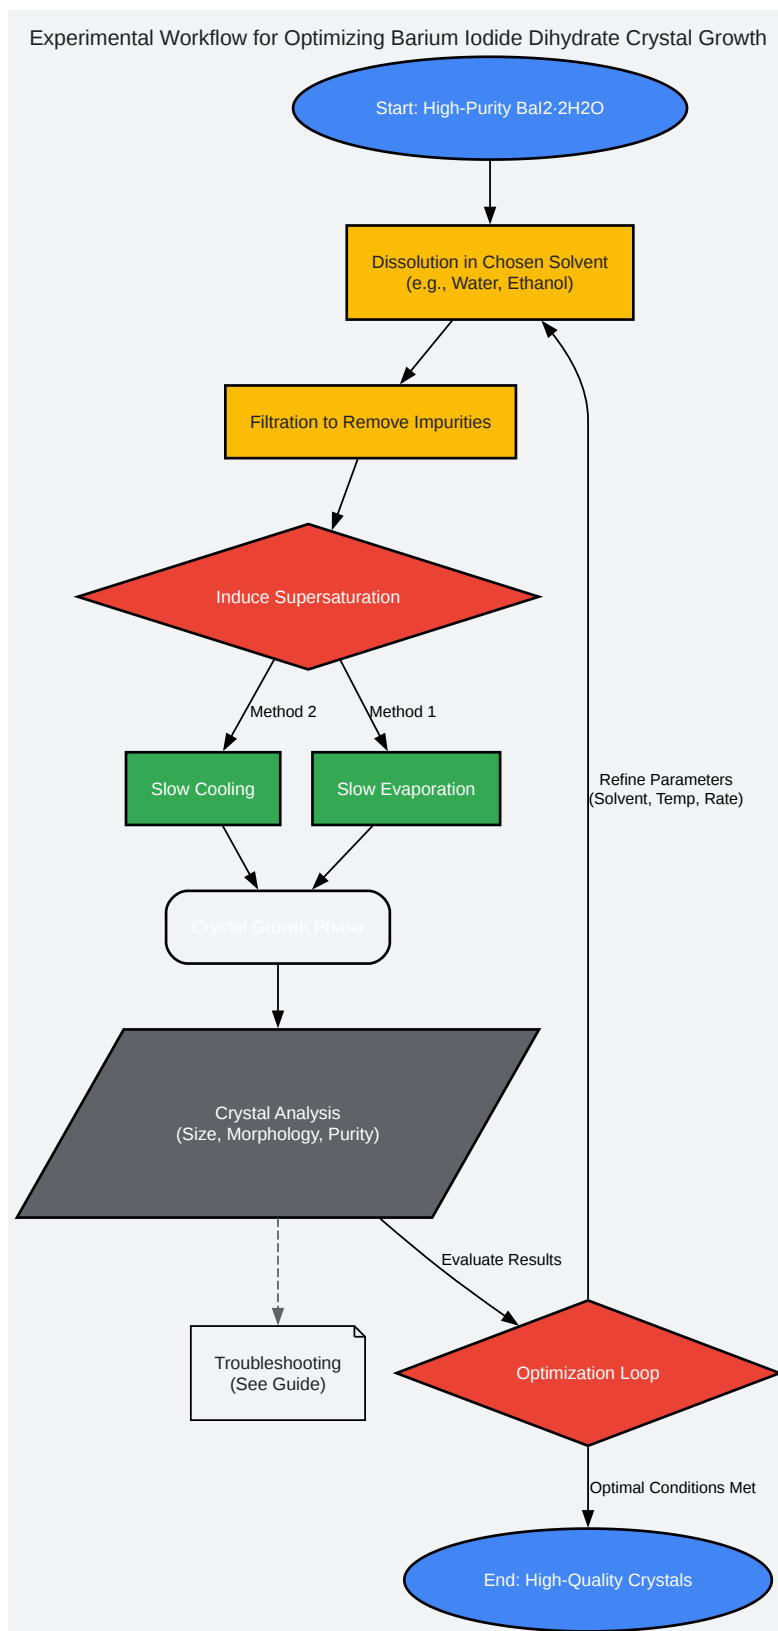 Experimental Workflow for Optimizing Barium Iodide Dihydrate Crystal Growth
Start: High-Purity BaI2·2H2O
Dissolution in Chosen Solvent
(e.g., Water, Ethanol)
Filtration to Remove Impurities
Induce Supersaturation
Method 2
Method 1
Slow Cooling
Slow Evaporation
Refine Parameters
(Solvent, Temp, Rate)
Crystal Growth Phase
Crystal Analysis
(Size, Morphology, Purity)
Evaluate Results
Troubleshooting
(See Guide)
Optimization Loop
Optimal Conditions Met
End: High-Quality Crystals